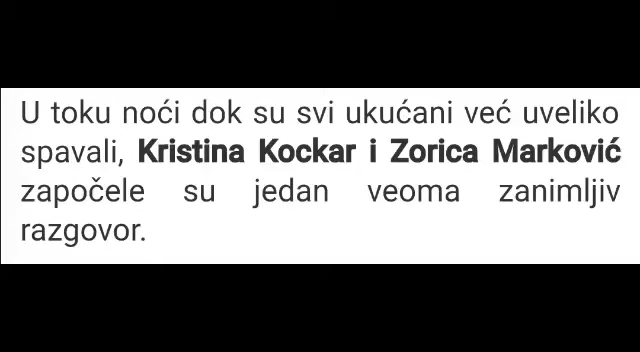 U toku noći dok su svi ukućani već uveliko
spavali, Kristina Kockar i Zorica Marković
započele su jedan veoma zanimljiv
razgovor.